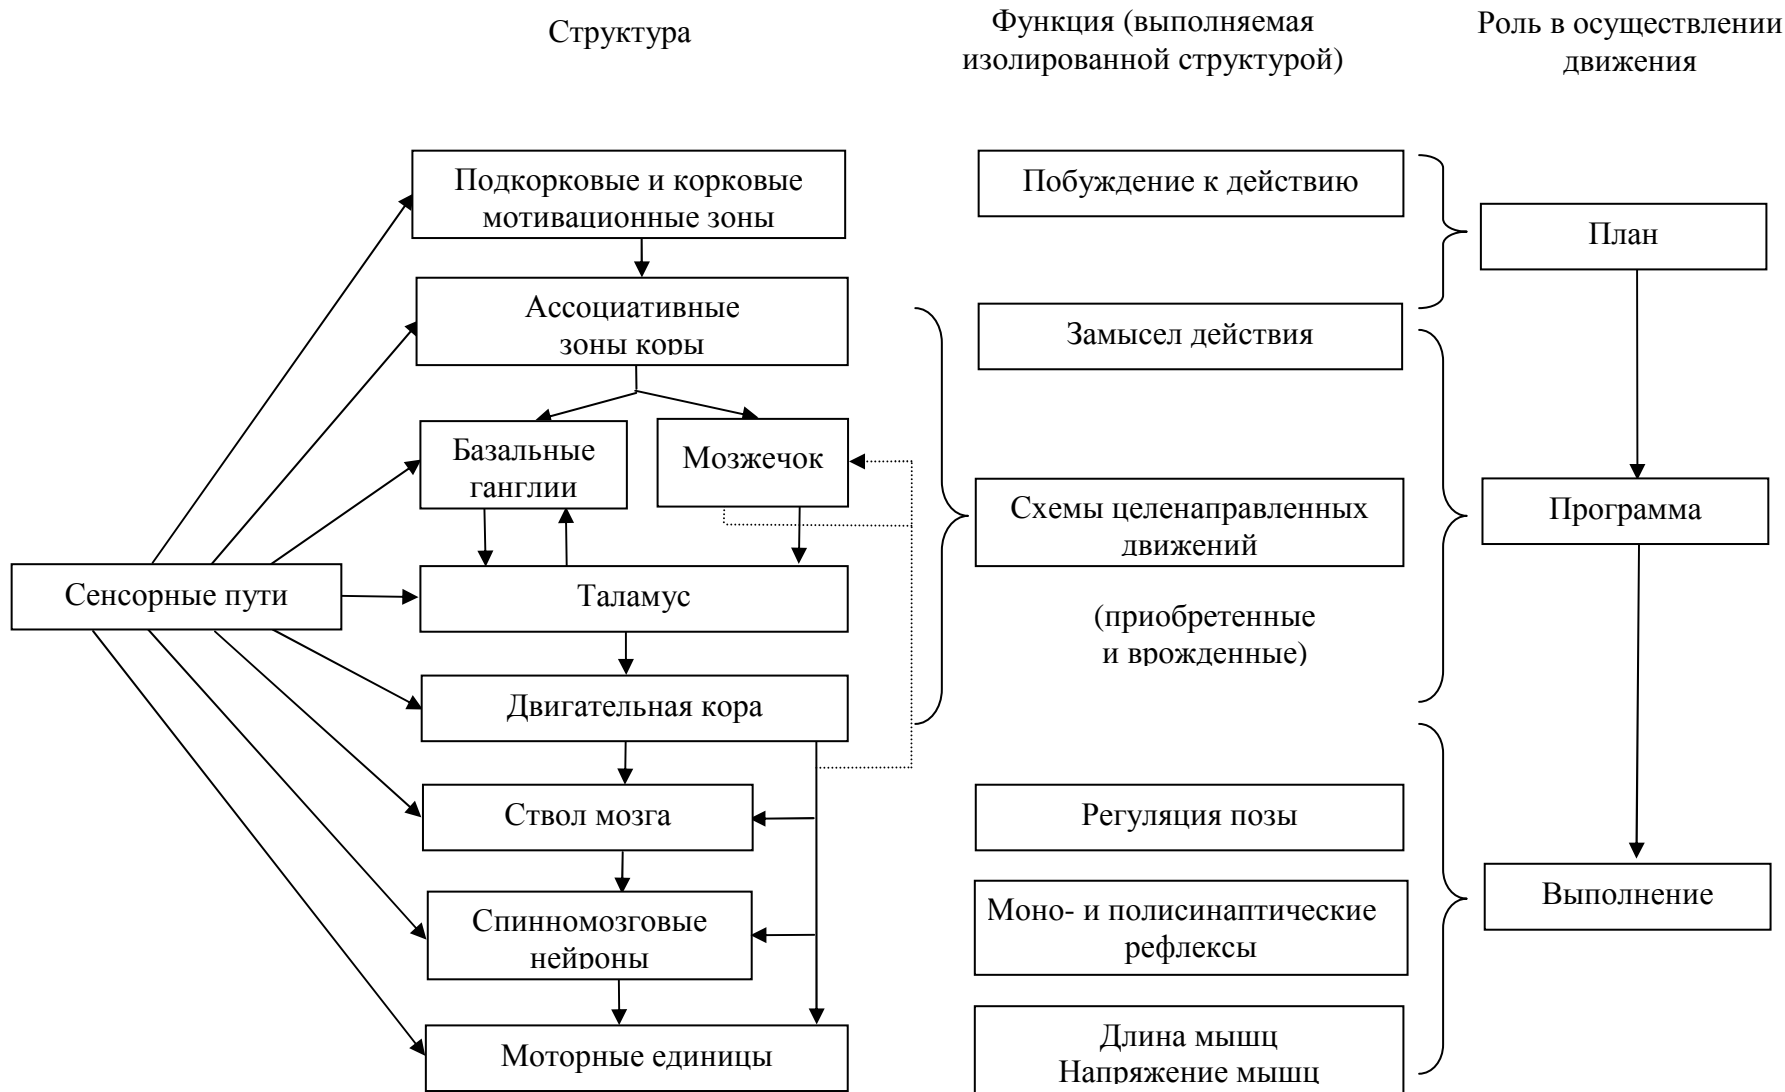 Структура
Функция (выполняемая
изолированной структурой)
Роль в осуществлении
движения
Подкорковые и корковые
мотивационные зоны
Побуждение к действию
План
Ассоциативные
зоны коры
Замысел действия
Базальные
ганглии
Мозжечок
Схемы целенаправленных
движений
Программа
Сенсорные пути
Таламус
(приобретенные
и врожденные)
Двигательная кора
Ствол мозга
Регуляция позы
Выполнение
Спинномозговые
нейроны
Моно- и полисинаптические
рефлексы
Моторные единицы
Длина мышц
Напряжение мышц